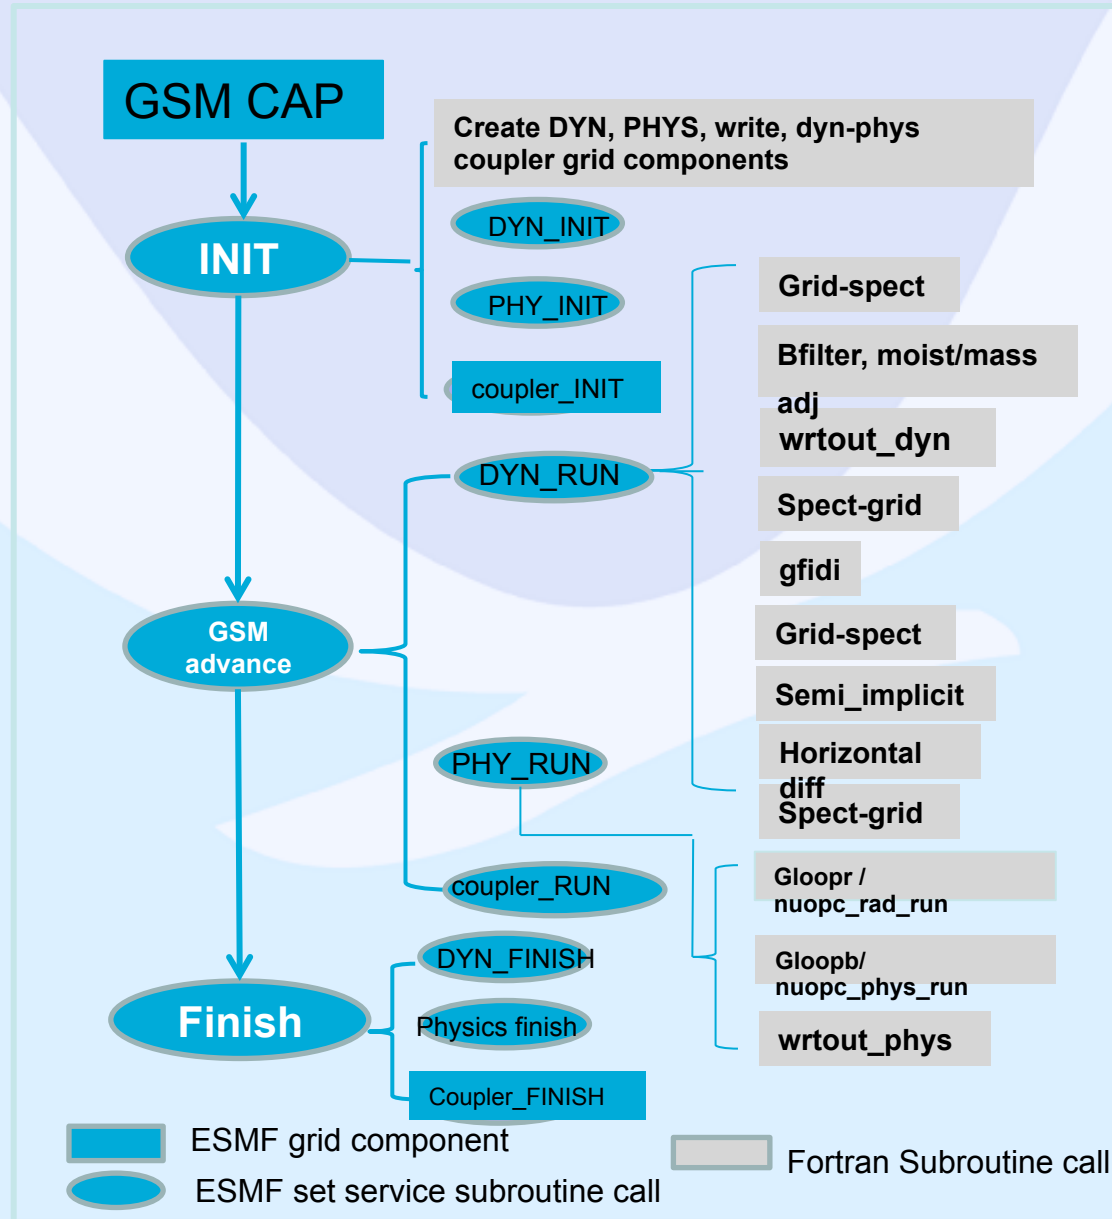 GSM CAP
Create DYN, PHYS, write, dyn-phys
coupler grid components
INIT
DYN_INIT
PHY_INIT
coupler_INIT
Grid-spect
Bfilter, moist/mass
adj
wrtout_dyn
DYN_RUN
Spect-grid
gfidi
Grid-spect
GSM
advance
Semi_implicit
Horizontal
diff
PHY_RUN
Spect-grid
coupler_RUN
Gloopr /
nuopc_rad_run
DYN_FINISH
Gloopb/
nuopc_phys_run
Finish
Physics finish
wrtout_phys
Coupler_FINISH
ESMF grid component
Fortran Subroutine call
ESMF set service subroutine call